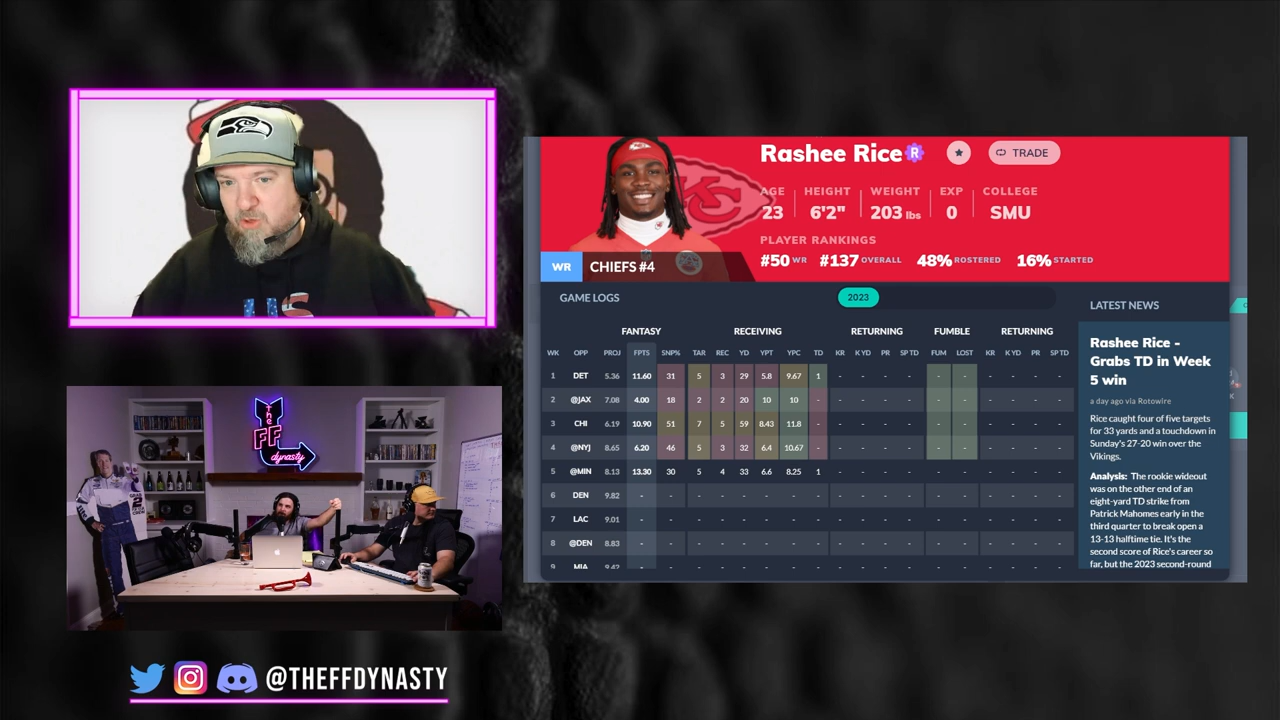 Rashee Rice R
TRADE
AGE HEIGHT WEIGHT EXP COLLEGE
23 6'2" 203 lbs 0 SMU
PLAYER RANKINGS
#50 WR #137 OVERALL 48% ROSTERED 16% STARTED
WR CHIEFS #4
GAME LOGS 2023
FANTASY RECEIVING RETURNING FUMBLE RETURNING
WK OPP PROJ FPTS SNP% TAR REC YD YPT YPC TD KR K YD PR SP TD FUM LOST KR K YD PR SP TD
1 DET 5.36 11.60 31 5 3 29 5.8 9.67 1 - - - - - - - - - -
2 @JAX 7.08 4.00 18 2 2 20 10 10 - - - - - - - - - - -
3 CHI 6.19 10.90 51 7 5 59 8.43 11.8 - - - - - - - - - - -
4 @NYJ 8.65 6.20 46 5 3 32 6.4 10.67 - - - - - - - - - - -
5 @MIN 8.13 13.30 30 5 4 33 6.6 8.25 1 - - - - - - - - - -
6 DEN 9.82 - - - - - - - - - - - - - - - - - -
7 LAC 9.01 - - - - - - - - - - - - - - - - - -
8 @DEN 8.83 - - - - - - - - - - - - - - - - - -
9 MIA 9.42 - - - - - - - - - - - - - - - - - -
LATEST NEWS
Rashee Rice -
Grabs TD in Week
5 win
a day ago via Rotowire
Rice caught four of five targets
for 33 yards and a touchdown in
Sunday's 27-20 win over the
Vikings.
Analysis: The rookie wideout
was on the other end of an
eight-yard TD strike from
Patrick Mahomes early in the
third quarter to break open a
13-13 halftime tie. It's the
second score of Rice's career so
far, but the 2023 second-round
The
FF
dynasty
@THEFFDYNASTY